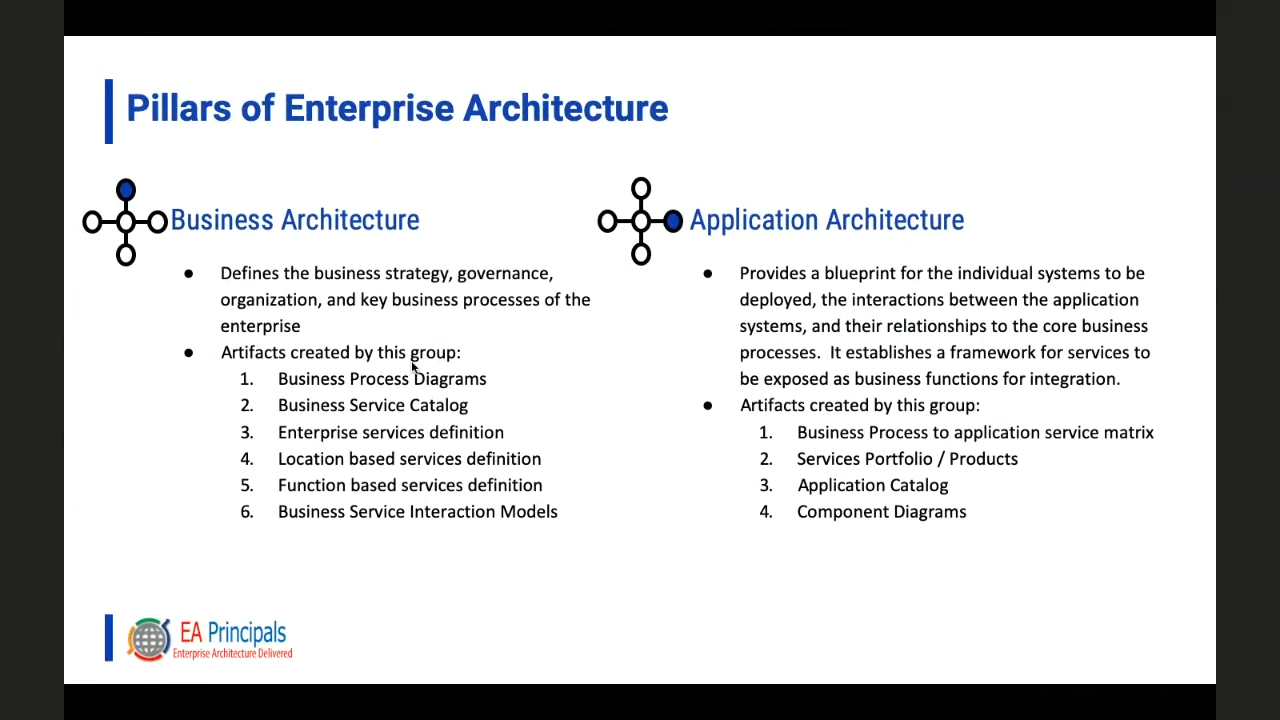 Pillars of Enterprise Architecture
Business Architecture
● Defines the business strategy, governance,
organization, and key business processes of the
enterprise
● Artifacts created by this group:
1. Business Process Diagrams
2. Business Service Catalog
3. Enterprise services definition
4. Location based services definition
5. Function based services definition
6. Business Service Interaction Models
Application Architecture
● Provides a blueprint for the individual systems to be
deployed, the interactions between the application
systems, and their relationships to the core business
processes.  It establishes a framework for services to
be exposed as business functions for integration.
● Artifacts created by this group:
1. Business Process to application service matrix
2. Services Portfolio / Products
3. Application Catalog
4. Component Diagrams
EA Principals
Enterprise Architecture Delivered